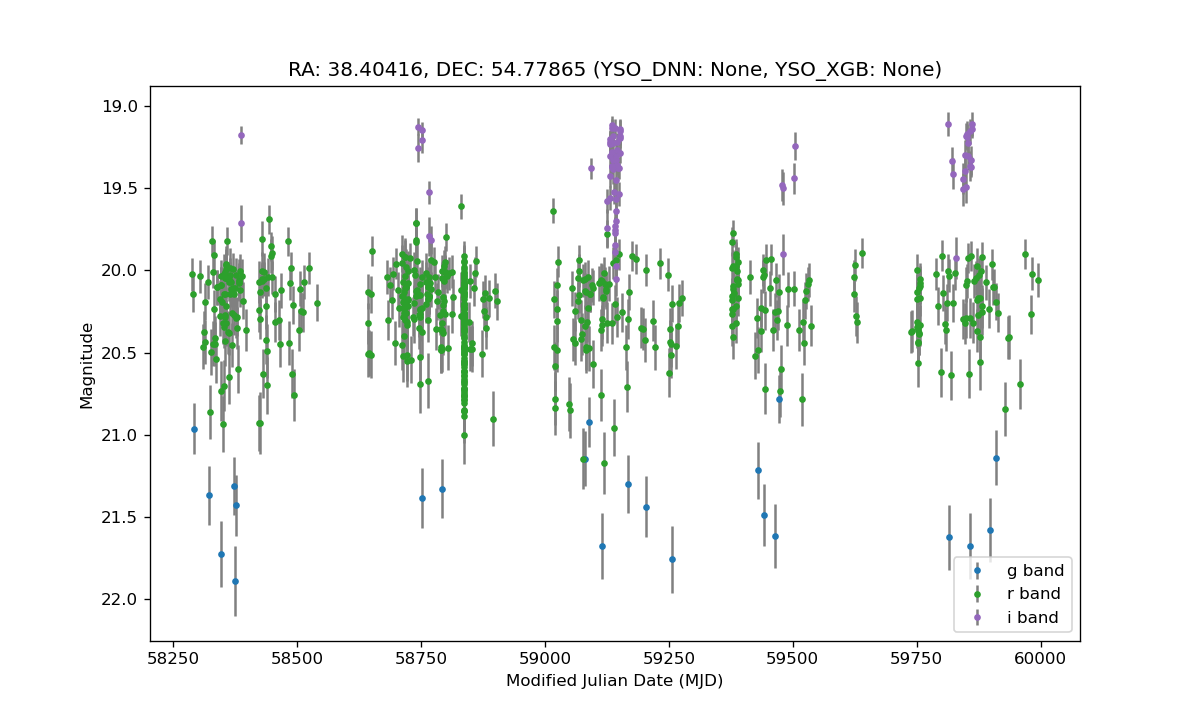 RA: 38.40416, DEC: 54.77865 (YSO_DNN: None, YSO_XGB: None)
19.0
19.5
20.0
20.5
21.0
21.5
22.0
Magnitude
58250 58500 58750 59000 59250 59500 59750 60000
Modified Julian Date (MJD)
g band
r band
i band